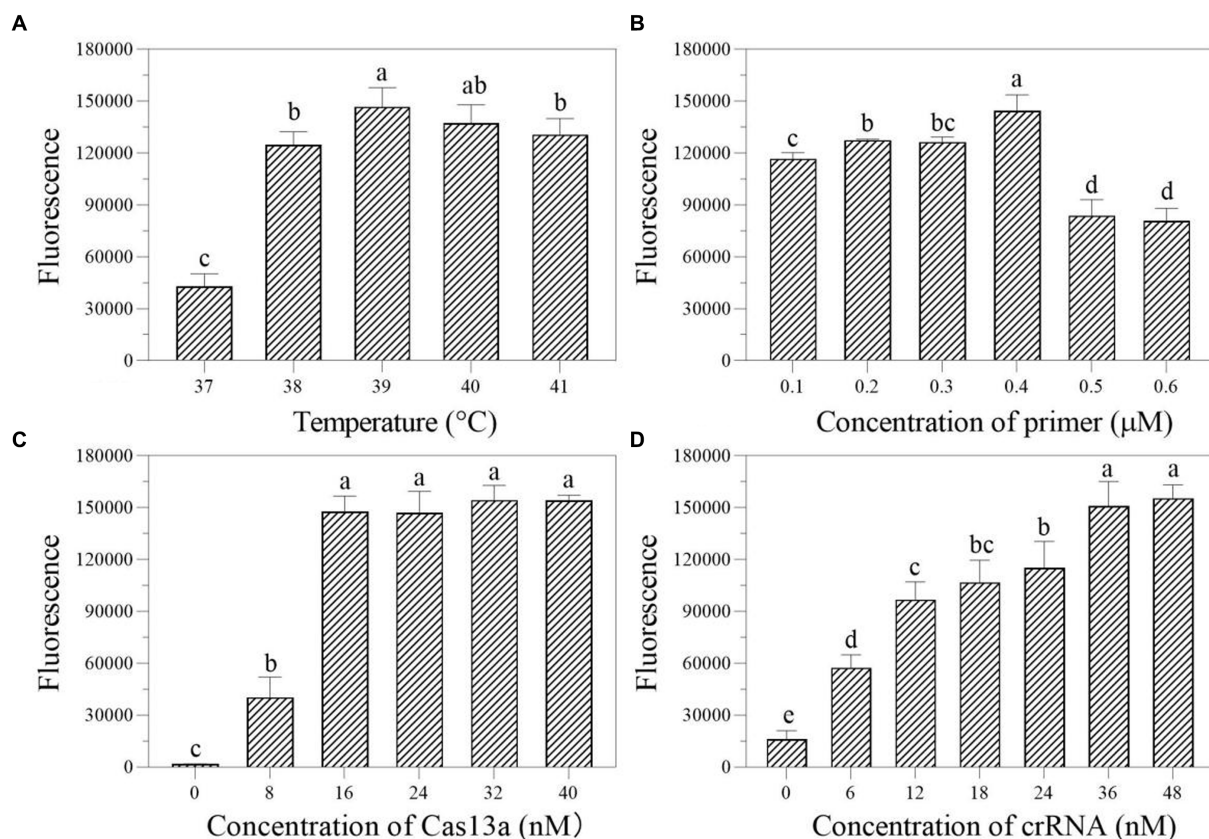 A
Fluorescence
180000
150000
120000
90000
60000
30000
0
c
b
a
ab
b
37
38
39
40
41
Temperature (°C)
B
Fluorescence
180000
150000
120000
90000
60000
30000
0
c
b
bc
a
d
d
0.1
0.2
0.3
0.4
0.5
0.6
Concentration of primer (μM)
C
Fluorescence
180000
150000
120000
90000
60000
30000
0
c
b
a
a
a
a
0
8
16
24
32
40
Concentration of Cas13a (nM)
D
Fluorescence
180000
150000
120000
90000
60000
30000
0
e
d
c
bc
b
a
a
0
6
12
18
24
36
48
Concentration of crRNA (nM)